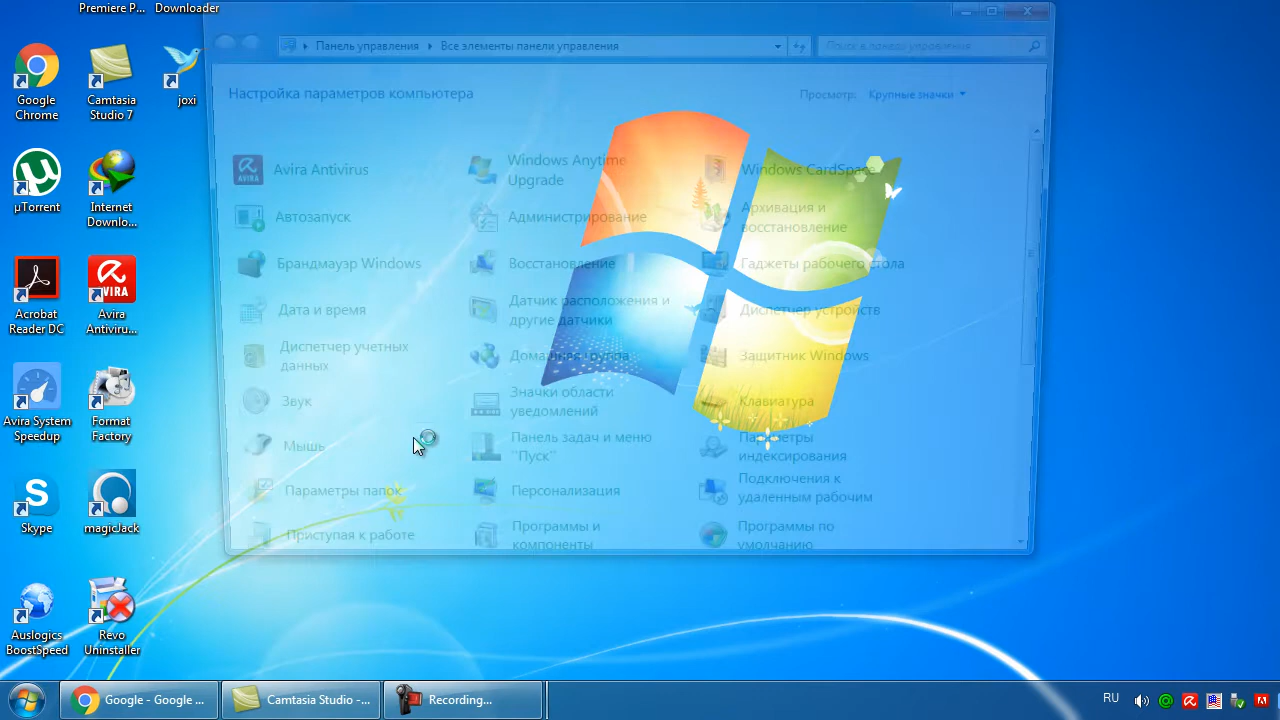 Premiere P...
Downloader
Google
Chrome
Camtasia
Studio 7
joxi
µTorrent
Internet
Downlo...
Acrobat
Reader DC
AVIRA
Avira
Antiviru...
Avira System
Speedup
Format
Factory
Skype
magicJack
Auslogics
BoostSpeed
Revo
Uninstaller
Панель управления
Все элементы панели управления
Поиск в панели управления
Настройка параметров компьютера
Просмотр:
Крупные значки
AVIRA
Avira Antivirus
Windows Anytime
Upgrade
Windows CardSpace
Автозапуск
Администрирование
Архивация и
восстановление
Брандмауэр Windows
Восстановление
Гаджеты рабочего стола
Дата и время
Датчик расположения и
другие датчики
Диспетчер устройств
Диспетчер учетных
данных
Домашняя группа
Защитник Windows
Звук
Значки области
уведомлений
Клавиатура
Мышь
Панель задач и меню
"Пуск"
Параметры
индексирования
Параметры папок
Персонализация
Подключения к
удаленным рабочим
Приступая к работе
Программы и
компоненты
Программы по
умолчанию
Google - Google ...
Camtasia Studio -...
Recording...
RU